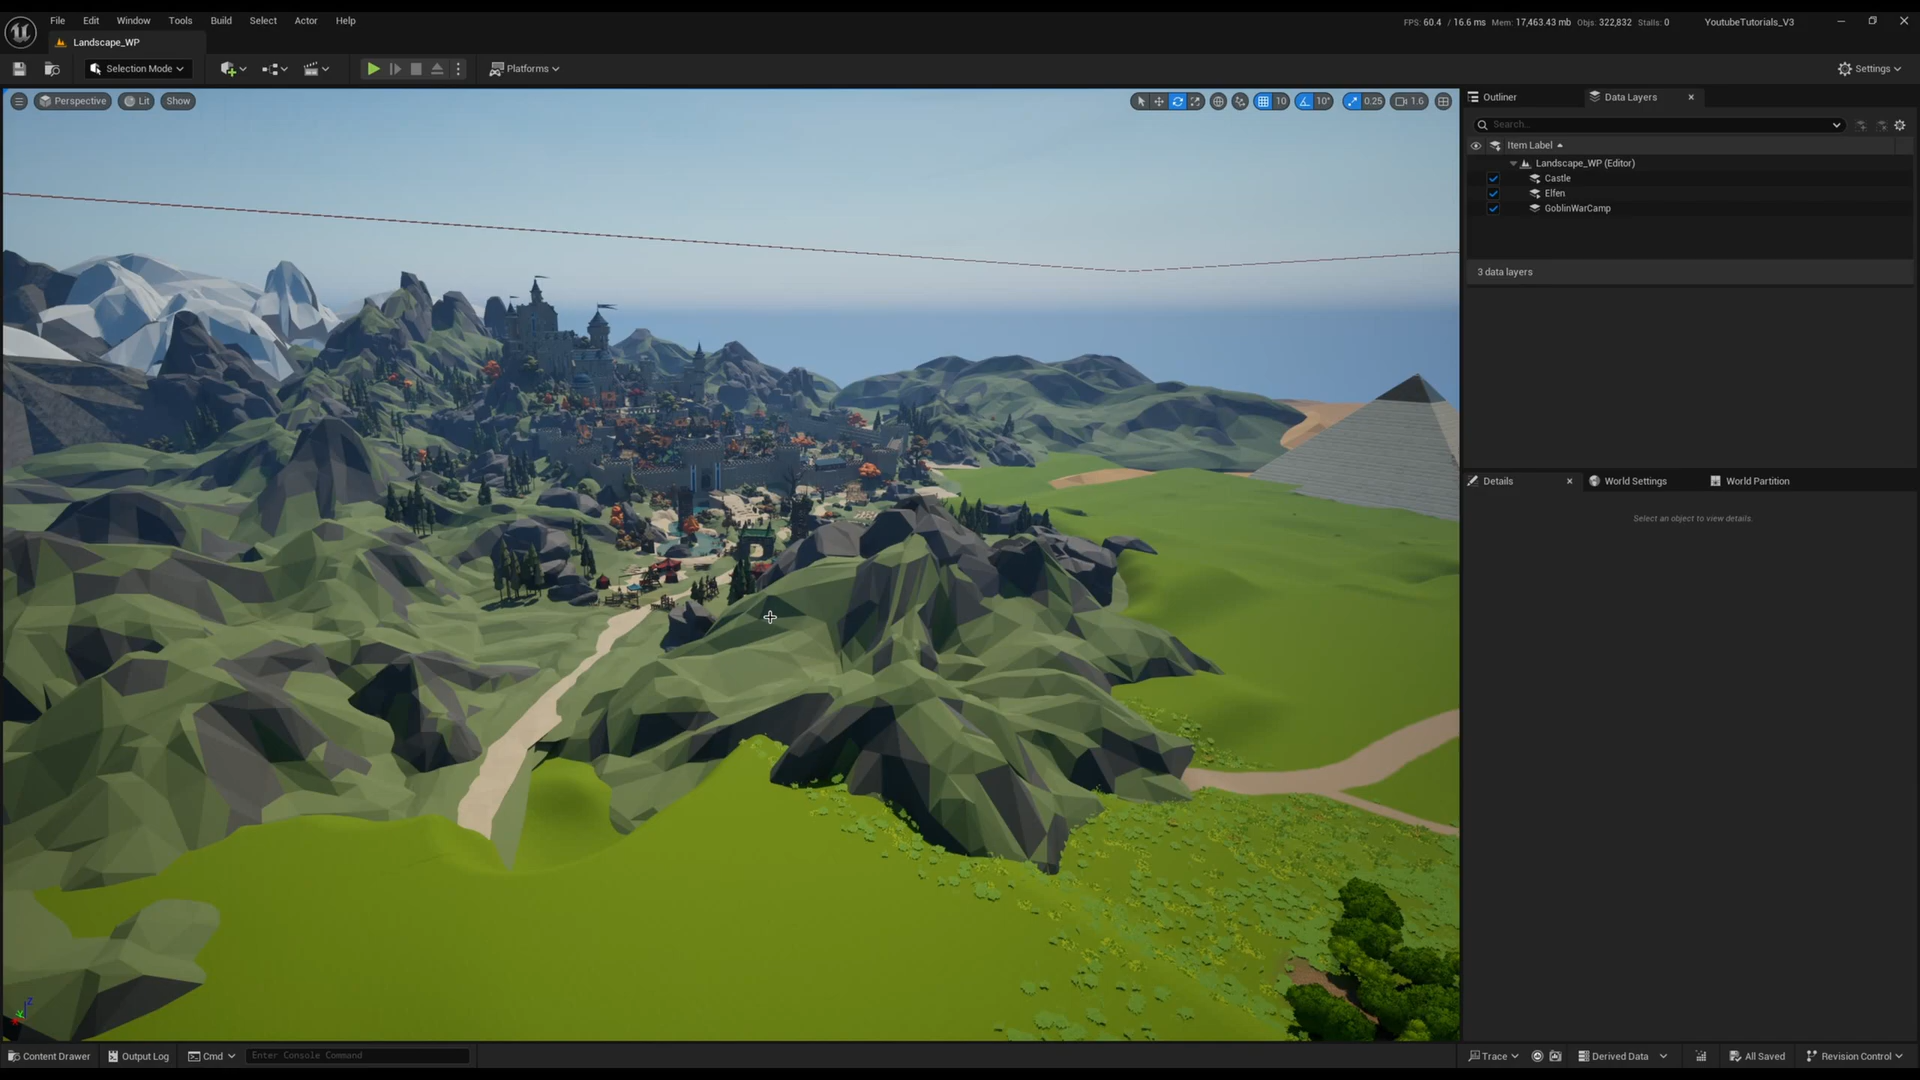 File Edit Window Tools Build Select Actor Help
FPS: 60.4 / 16.6 ms Mem: 17,463.43 mb Objs: 322,832 Stalls: 0 YoutubeTutorials_V3
Landscape_WP
Selection Mode Platforms Settings
Perspective Lit Show 10 10° 0.25 1.6
Outliner Data Layers
Search...
Item Label
Landscape_WP (Editor)
Castle
Elfen
GoblinWarCamp
3 data layers
Details World Settings World Partition
Select an object to view details.
Z
Content Drawer Output Log Cmd Enter Console Command Trace Derived Data All Saved Revision Control